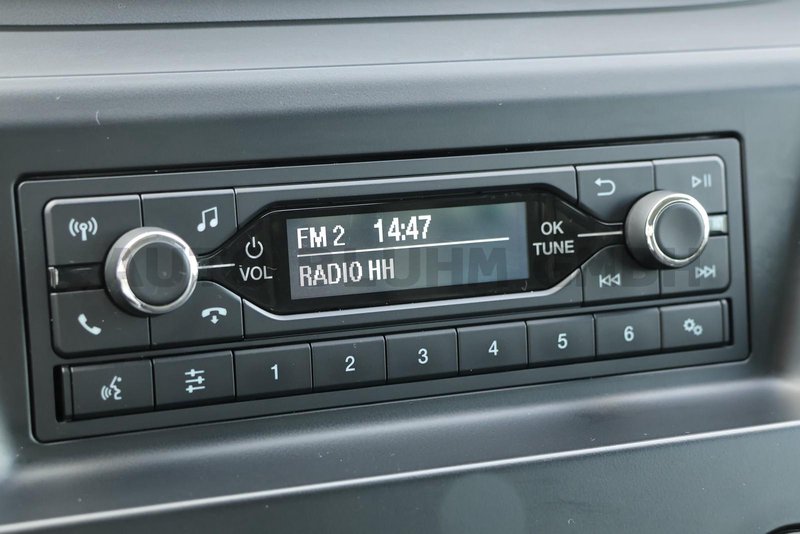 FM 2 14:47
RADIO HH
VOL
OK
TUNE
1 2 3 4 5 6